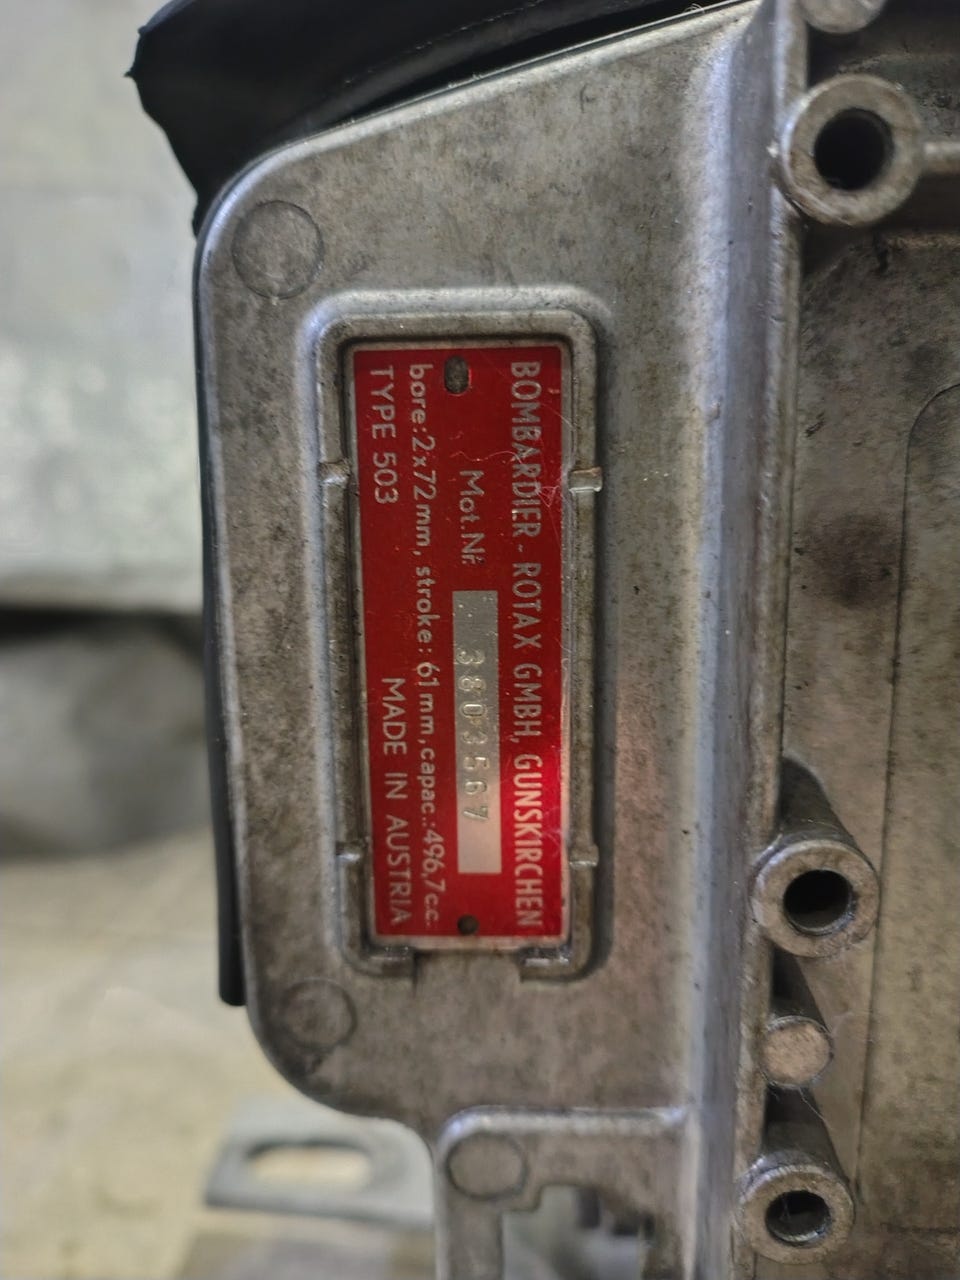 BOMBARDIER - ROTAX GMBH, GUNSKIRCHEN
Mot.Nr. 3803567
bore:2x72mm, stroke: 61mm, capac.:496,7c.c.
TYPE 503 MADE IN AUSTRIA